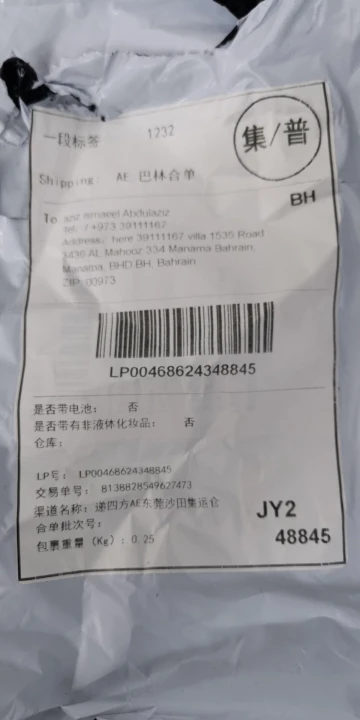 一段标签 1232
集/普
Shipping: AE 巴林合单
BH
To Abdulaziz
Tel: / +973 39111167
Address: here 39111167 villa 1535 Road
3436 AL Mahooz 334 Manama Bahrain,
Manama, BHD BH, Bahrain
ZIP: 00973
LP00468624348845
是否带电池: 否
是否带有非液体化妆品: 否
仓库:
LP号: LP00468624348845
交易单号: 8138828549627473
渠道名称: 递四方AE东莞沙田集运仓
合单批次号:
JY2
包裹重量 (Kg) : 0.25
48845